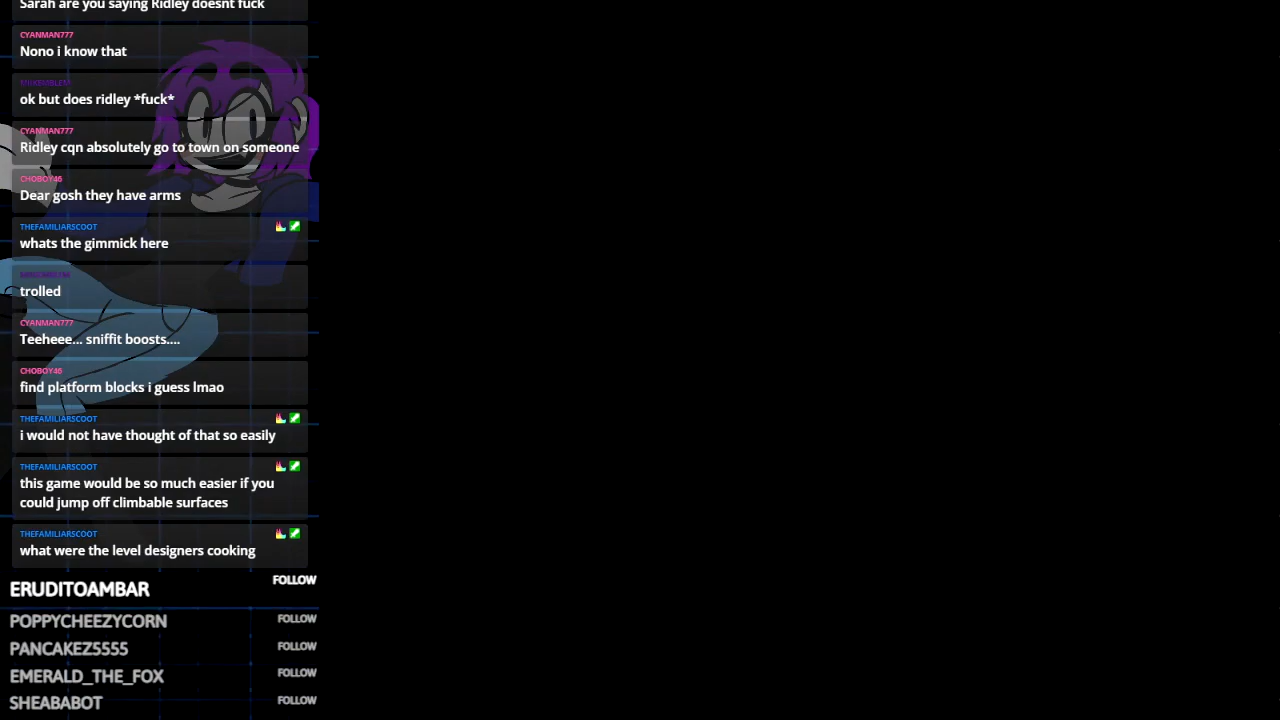 Sarah are you saying Ridley doesnt fuck
CYANMAN777
Nono i know that
ok but does ridley *fuck*
CYANMAN777
Ridley cqn absolutely go to town on someone
CHOBOY46
Dear gosh they have arms
THEFAMILIARSCOOT
whats the gimmick here
trolled
CYANMAN777
Teeheee... sniffit boosts....
CHOBOY46
find platform blocks i guess lmao
THEFAMILIARSCOOT
i would not have thought of that so easily
THEFAMILIARSCOOT
this game would be so much easier if you
could jump off climbable surfaces
THEFAMILIARSCOOT
what were the level designers cooking
ERUDITOAMBAR FOLLOW
POPPYCHEEZYCORN FOLLOW
PANCAKEZ5555 FOLLOW
EMERALD_THE_FOX FOLLOW
SHEABABOT FOLLOW